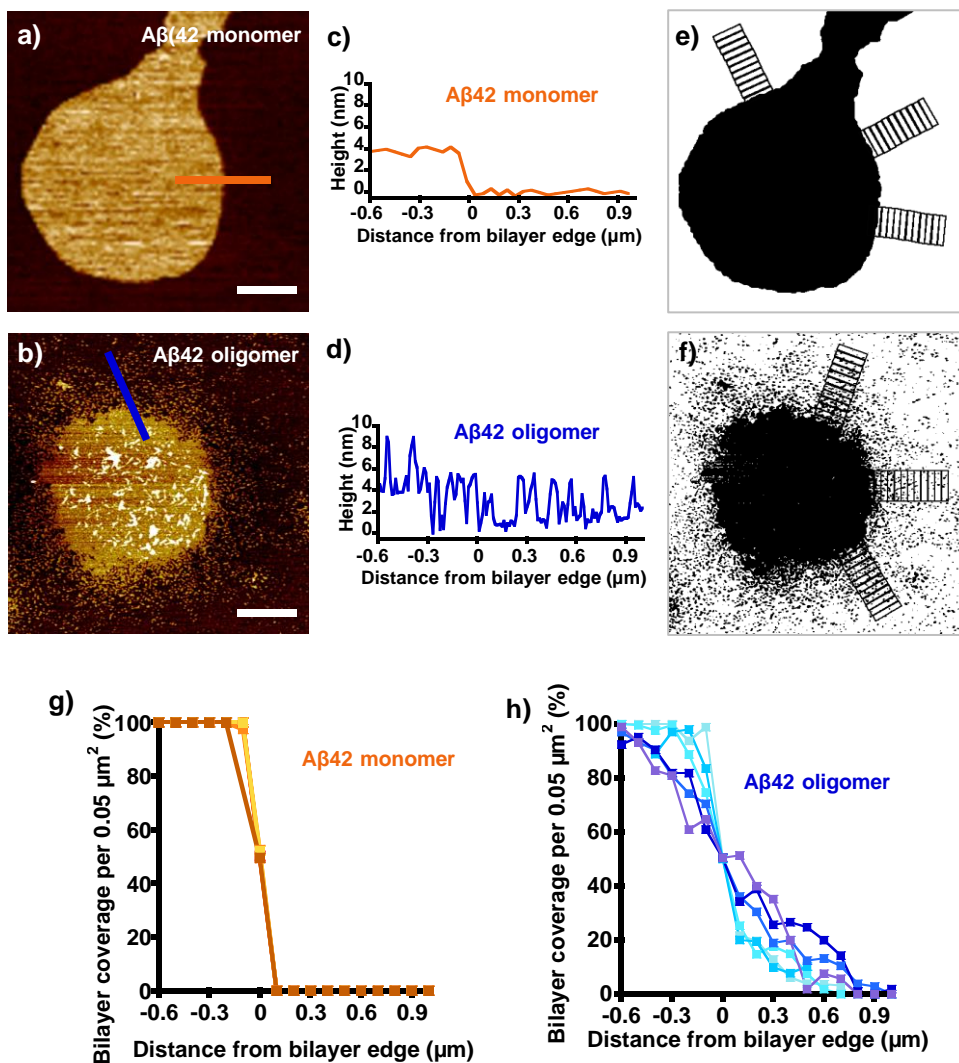 a)
Aβ(42 monomer
c)
Aβ42 monomer
Height (nm)
10
8
6
4
2
0
-0.6 -0.3 0 0.3 0.6 0.9
Distance from bilayer edge (µm)
e)
b)
Aβ42 oligomer
d)
Aβ42 oligomer
Height (nm)
10
8
6
4
2
0
-0.6 -0.3 0 0.3 0.6 0.9
Distance from bilayer edge (µm)
f)
g)
Aβ42 monomer
Bilayer coverage per 0.05 µm² (%)
100
80
60
40
20
0
-0.6 -0.3 0 0.3 0.6 0.9
Distance from bilayer edge (µm)
h)
Aβ42 oligomer
Bilayer coverage per 0.05 µm² (%)
100
80
60
40
20
0
-0.6 -0.3 0 0.3 0.6 0.9
Distance from bilayer edge (µm)